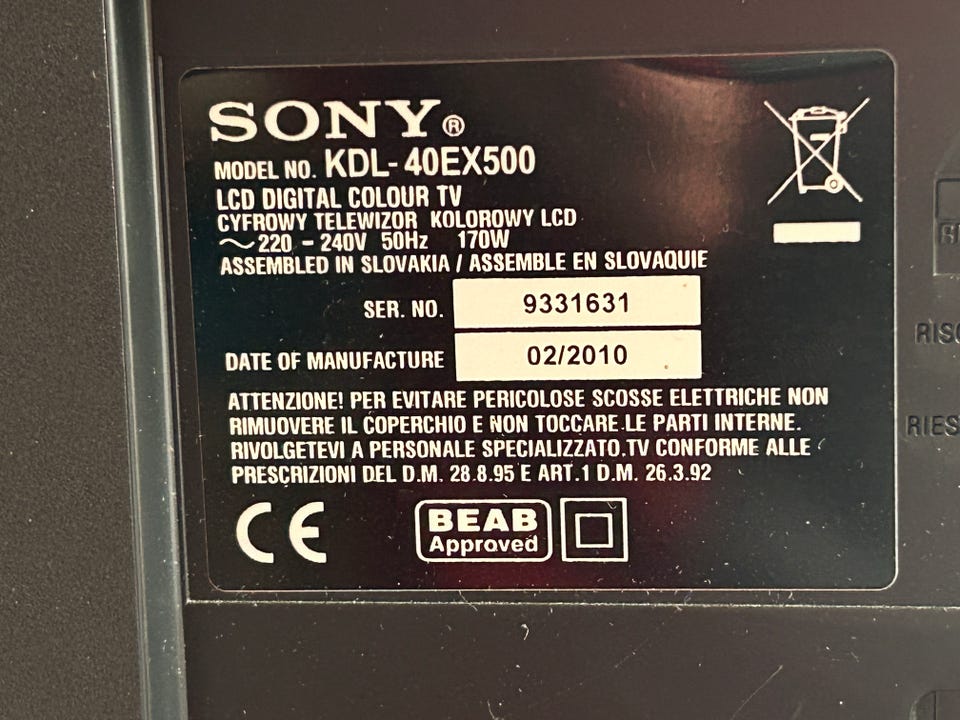 SONY®
MODEL NO. KDL-40EX500
LCD DIGITAL COLOUR TV
CYFROWY TELEWIZOR KOLOROWY LCD
~ 220 - 240V 50Hz 170W
ASSEMBLED IN SLOVAKIA / ASSEMBLE EN SLOVAQUIE
SER. NO. 9331631
DATE OF MANUFACTURE 02/2010
ATTENZIONE! PER EVITARE PERICOLOSE SCOSSE ELETTRICHE NON
RIMUOVERE IL COPERCHIO E NON TOCCARE.LE PARTI INTERNE.
RIVOLGETEVI A PERSONALE SPECIALIZZATO.TV CONFORME ALLE
PRESCRIZIONI DEL D.M. 28.8.95 E ART.1 D.M. 26.3.92
CE
BEAB
Approved